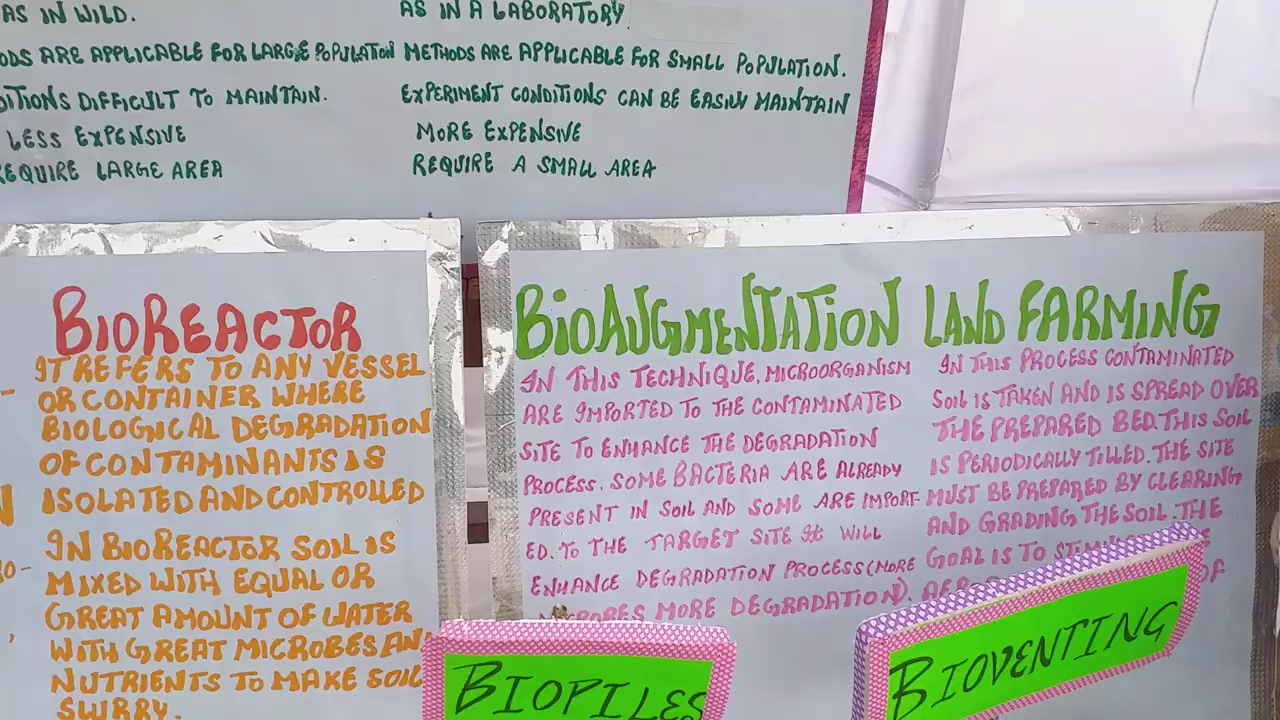 AS IN WILD.
ODS ARE APPLICABLE FOR LARGE POPULATION
DITIONS DIFFICULT TO MAINTAIN.
LESS EXPENSIVE
REQUIRE LARGE AREA
AS IN A LABORATORY
METHODS ARE APPLICABLE FOR SMALL POPULATION.
EXPERIMENT CONDITIONS CAN BE EASILY MAINTAIN
MORE EXPENSIVE
REQUIRE A SMALL AREA
BIOREACTOR
IT REFERS TO ANY VESSEL
OR CONTAINER WHERE
BIOLOGICAL DEGRADATION
OF CONTAMINANTS IS
ISOLATED AND CONTROLLED
IN BIOREACTOR SOIL IS
MIXED WITH EQUAL OR
GREAT AMOUNT OF WATER
WITH GREAT MICROBES AN
NUTRIENTS TO MAKE SOIL
SLURRY.
BIOAUGMENTATION
IN THIS TECHNIQUE, MICROORGANISM
ARE IMPORTED TO THE CONTAMINATED
SITE TO ENHANCE THE DEGRADATION
PROCESS. SOME BACTERIA ARE ALREADY
PRESENT IN SOIL AND SOME ARE IMPORT-
ED. TO THE TARGET SITE IT WILL
ENHANCE DEGRADATION PROCESS (MORE
MORE DEGRADATION).
LAND FARMING
IN THIS PROCESS CONTAMINATED
SOIL IS TAKEN AND IS SPREAD OVER
THE PREPARED BED. THIS SOIL
IS PERIODICALLY TILLED. THE SITE
MUST BE PREPARED BY CLEARING
AND GRADING THE SOIL. THE
GOAL IS TO
OF
BIOPILES
BIOVENTING